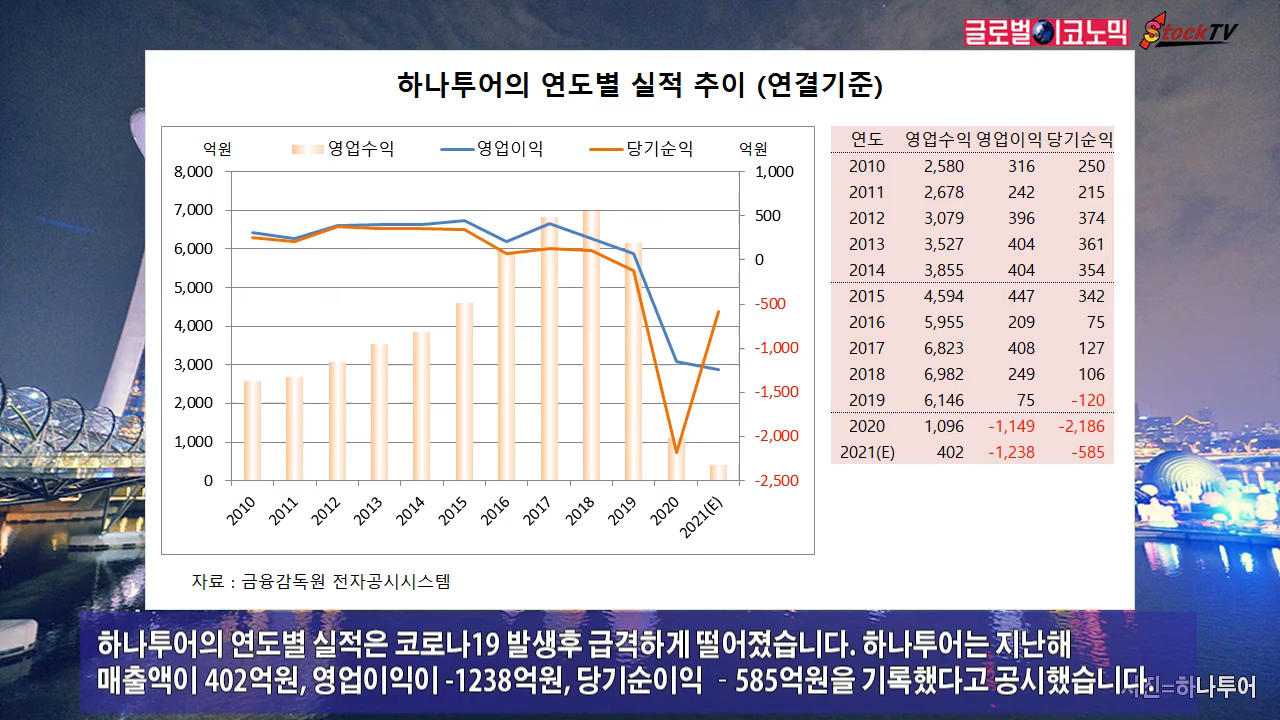 글로벌이코노믹 StockTV
하나투어의 연도별 실적 추이 (연결기준)
억원 영업수익 영업이익 당기순익 억원
8,000 1,000
7,000 500
6,000 0
5,000 -500
4,000 -1,000
3,000 -1,500
2,000 -2,000
1,000 -2,500
0
2010 2011 2012 2013 2014 2015 2016 2017 2018 2019 2020 2021(E)
연도 영업수익 영업이익 당기순익
2010 2,580 316 250
2011 2,678 242 215
2012 3,079 396 374
2013 3,527 404 361
2014 3,855 404 354
2015 4,594 447 342
2016 5,955 209 75
2017 6,823 408 127
2018 6,982 249 106
2019 6,146 75 -120
2020 1,096 -1,149 -2,186
2021(E) 402 -1,238 -585
자료 : 금융감독원 전자공시시스템
하나투어의 연도별 실적은 코로나19 발생후 급격하게 떨어졌습니다. 하나투어는 지난해
매출액이 402억원, 영업이익이 -1238억원, 당기순이익 –585억원을 기록했다고 공시했습니다.
사진=하나투어